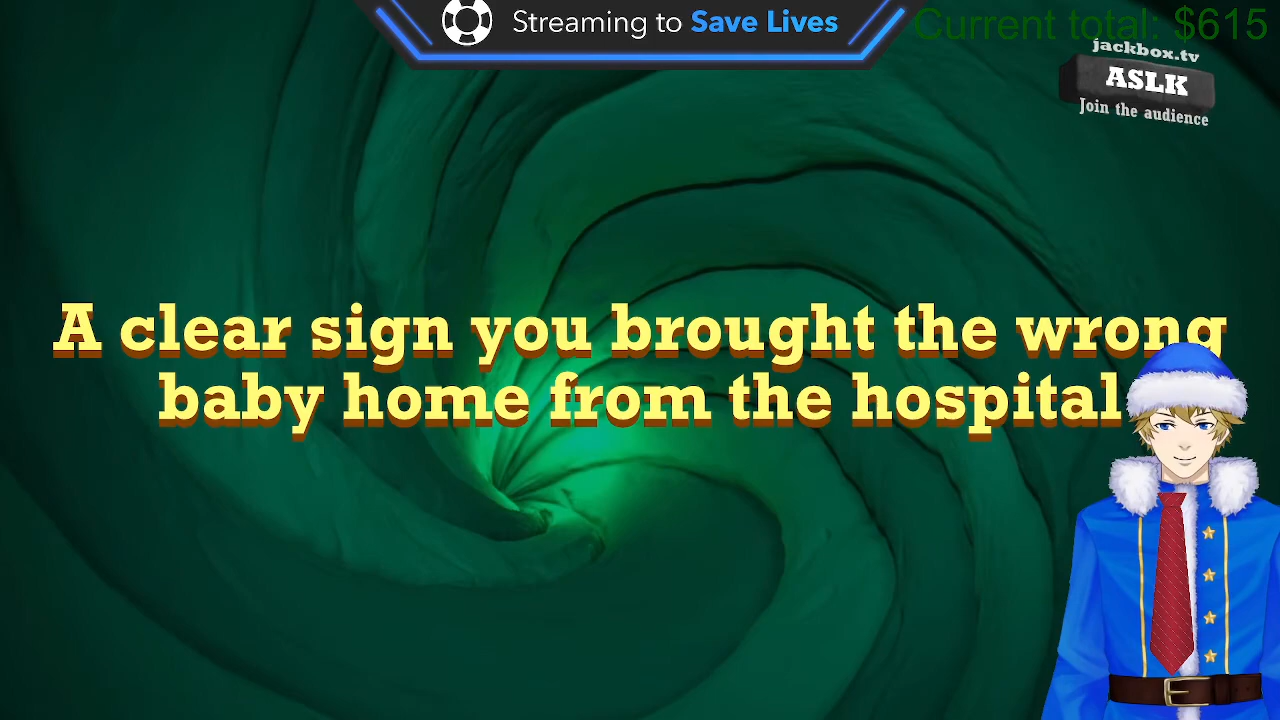 Streaming to Save Lives
Current total: $615
jackbox.tv
ASLK
Join the audience
A clear sign you brought the wrong
baby home from the hospital